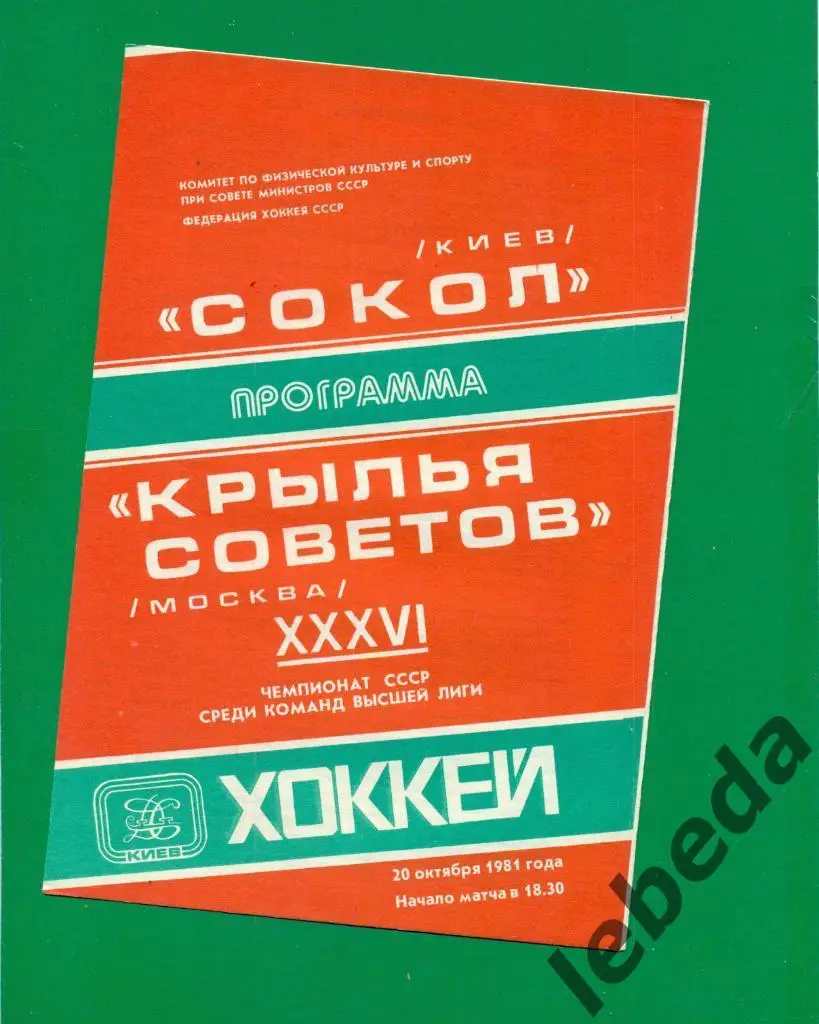 КОМИТЕТ ПО ФИЗИЧЕСКОЙ КУЛЬТУРЕ И СПОРТУ
ПРИ СОВЕТЕ МИНИСТРОВ СССР
ФЕДЕРАЦИЯ ХОККЕЯ СССР
/КИЕВ/
«СОКОЛ»
ПРОГРАММА
«КРЫЛЬЯ
СОВЕТОВ»
/МОСКВА/
XXXVI
ЧЕМПИОНАТ СССР
СРЕДИ КОМАНД ВЫСШЕЙ ЛИГИ
ХОККЕЙ
КИЕВ
20 октября 1981 года
Начало матча в 18.30
lebeda